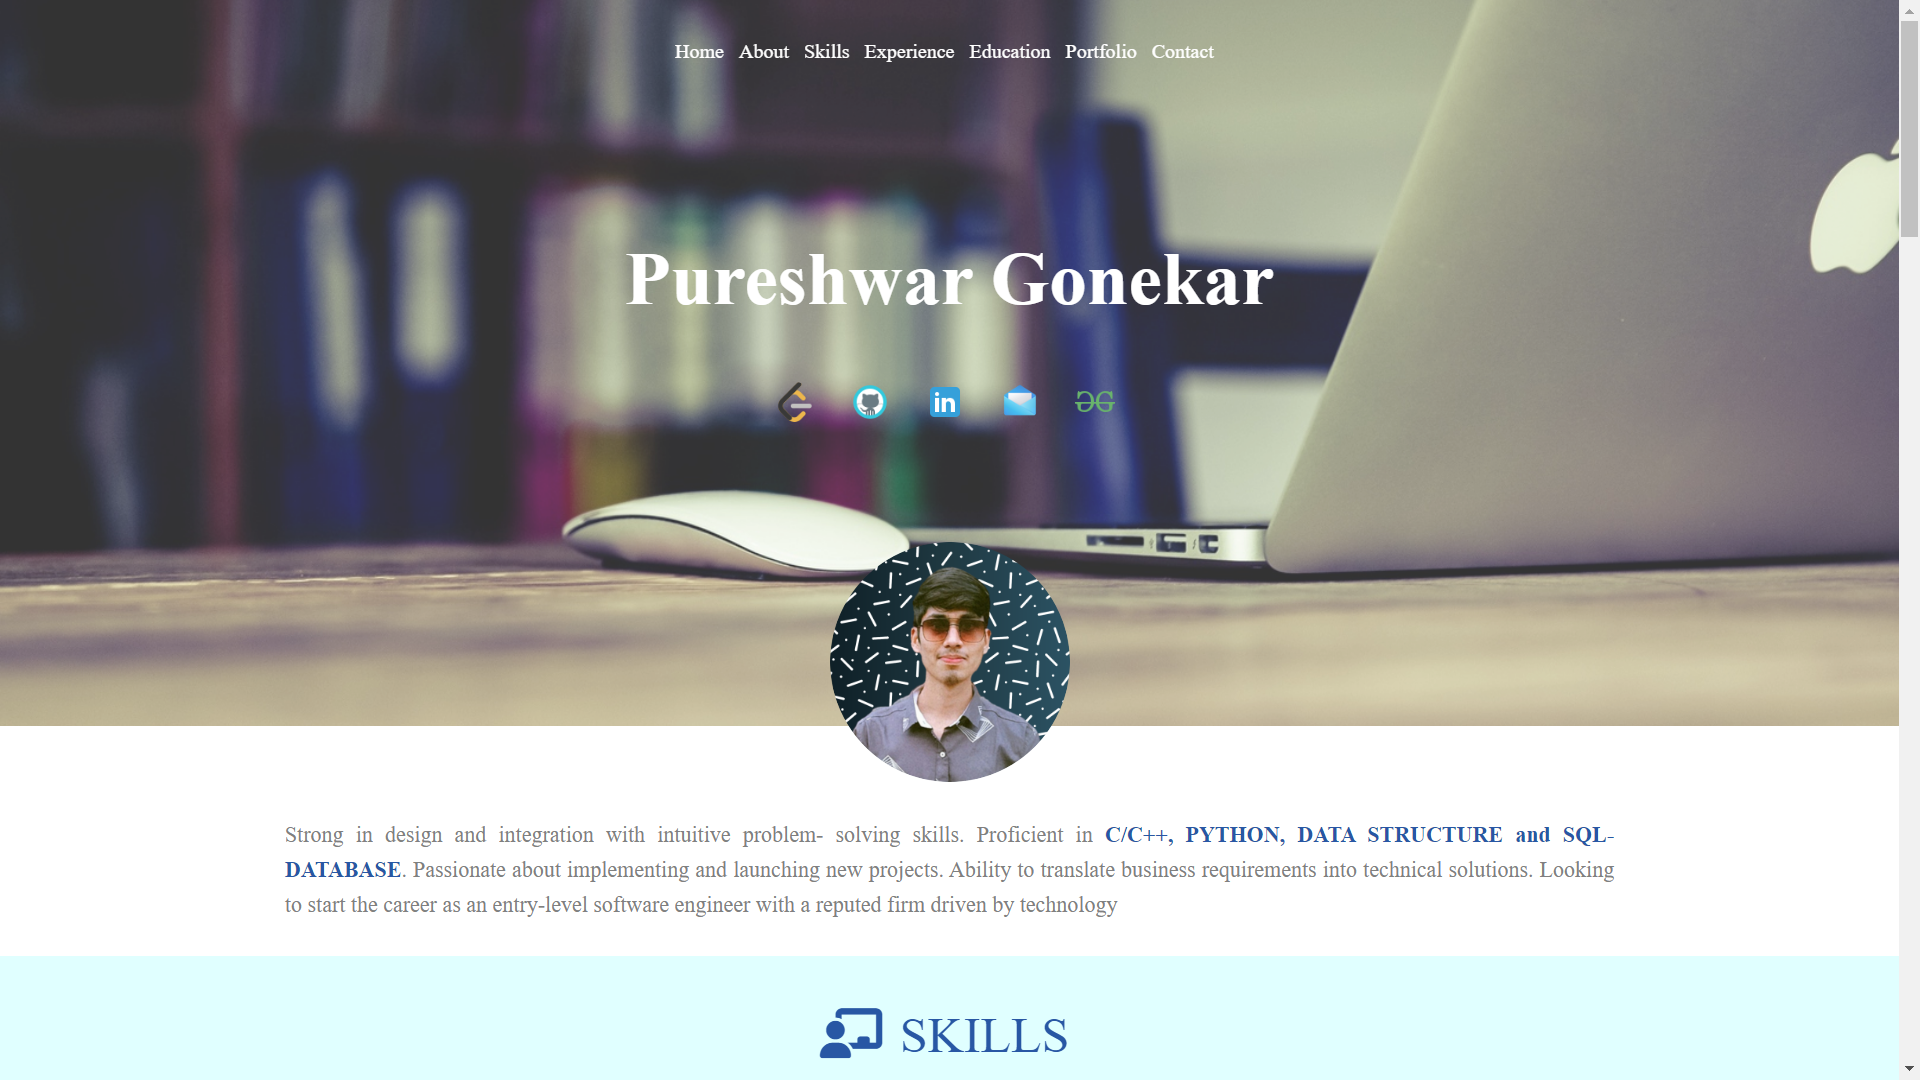 Home About Skills Experience Education Portfolio Contact
Pureshwar Gonekar
in
Strong in design and integration with intuitive problem- solving skills. Proficient in C/C++, PYTHON, DATA STRUCTURE and SQL-
DATABASE. Passionate about implementing and launching new projects. Ability to translate business requirements into technical solutions. Looking
to start the career as an entry-level software engineer with a reputed firm driven by technology
SKILLS